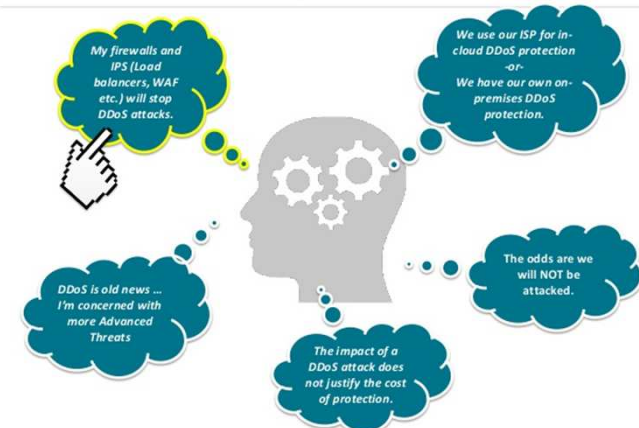 My firewalls and
IPS (Load
balancers, WAF
etc.) will stop
DDoS attacks.
We use our ISP for in-
cloud DDoS protection
-or-
We have our own on-
premises DDoS
protection.
DDoS is old news ...
I'm concerned with
more Advanced
Threats
The odds are we
will NOT be
attacked.
The impact of a
DDoS attack does
not justify the cost
of protection.